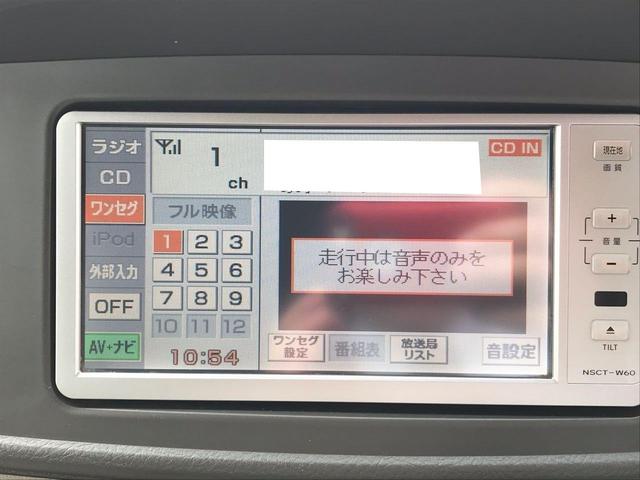 ラジオ
CD
ワンセグ
iPod
外部入力
OFF
AV+ナビ
1
ch
CD IN
フル映像
1 2 3
4 5 6
7 8 9
10 11 12
10:54
走行中は音声のみを
お楽しみ下さい
ワンセグ
設定
番組表
放送局
リスト
音設定
現在地
画質
+
音量
−
TILT
NSCT-W60